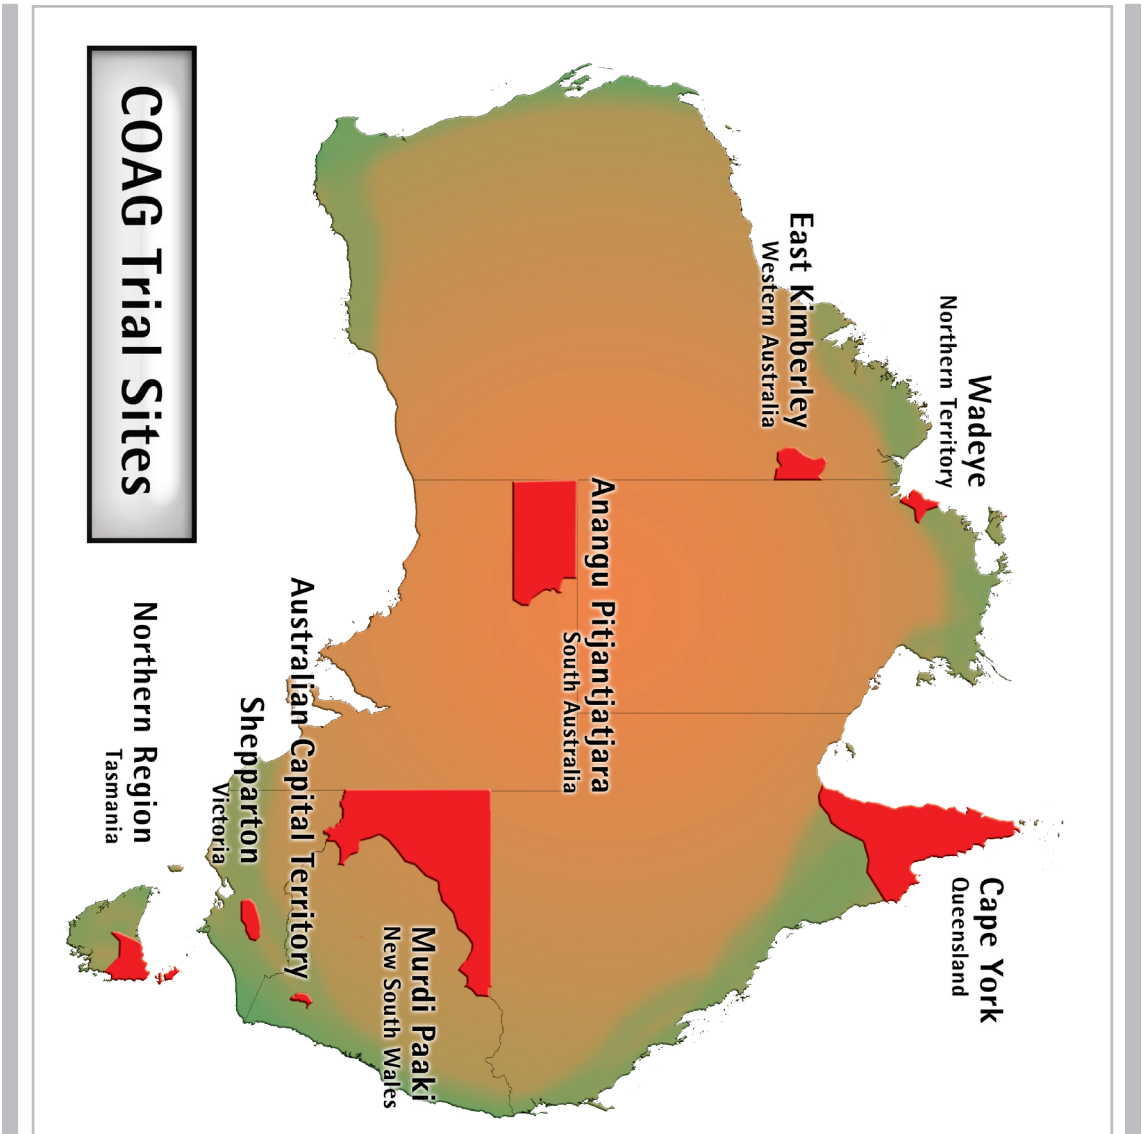 COAG Trial Sites
Wadeye
Northern Territory
East Kimberley
Western Australia
Cape York
Queensland
Anangu Pitjantjatjara
South Australia
Murdi Paaki
New South Wales
Australian Capital Territory
Shepparton
Victoria
Northern Region
Tasmania